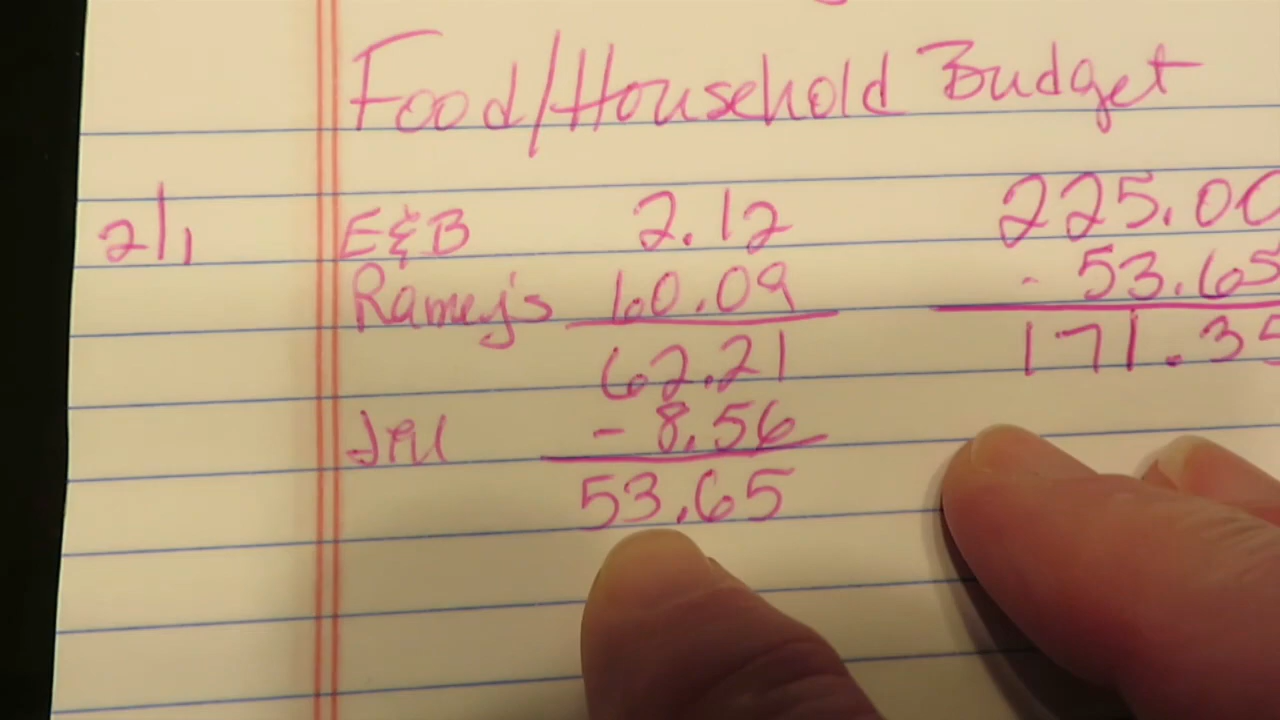 Food/Household Budget
2/1 E&B 2.12 225.00
Ramey's 60.09 - 53.65
62.21 171.35
- 8.56
53.65